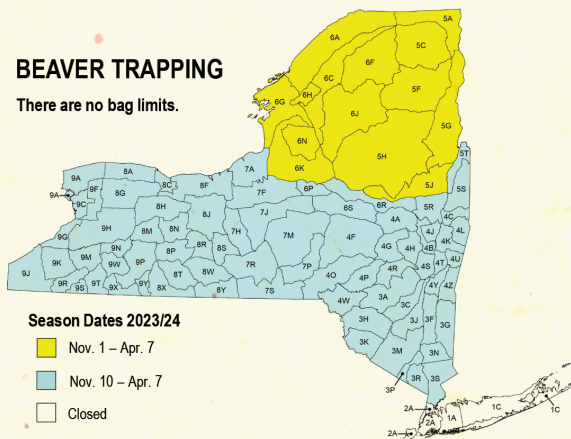 BEAVER TRAPPING
There are no bag limits.
5A
6A
5C
6F
6C
5F
6H
6G
6J
5G
6N
5H
6K
5J
5T
7A
9A
8A
9F
8C
8F
6P
5S
9A
9C
8G
7F
6S
6R
5R
8H
8J
7J
4A
4C
9G
9H
8M
8N
7H
7M
4F
4J
4L
9N
8R
8S
4G
4H
4B
4K
9K
9M
9W
9P
8P
7R
7P
4R
4S
4T
4U
9J
8T
8W
4O
4P
4Y
4Z
9R
9S
9T
9X
9Y
8X
8Y
7S
4W
3A
3C
3H
3J
3F
3G
3K
3M
3N
3P
3R
3S
2A
2A
2A
1A
1C
1C
Season Dates 2023/24
Nov. 1 – Apr. 7
Nov. 10 – Apr. 7
Closed